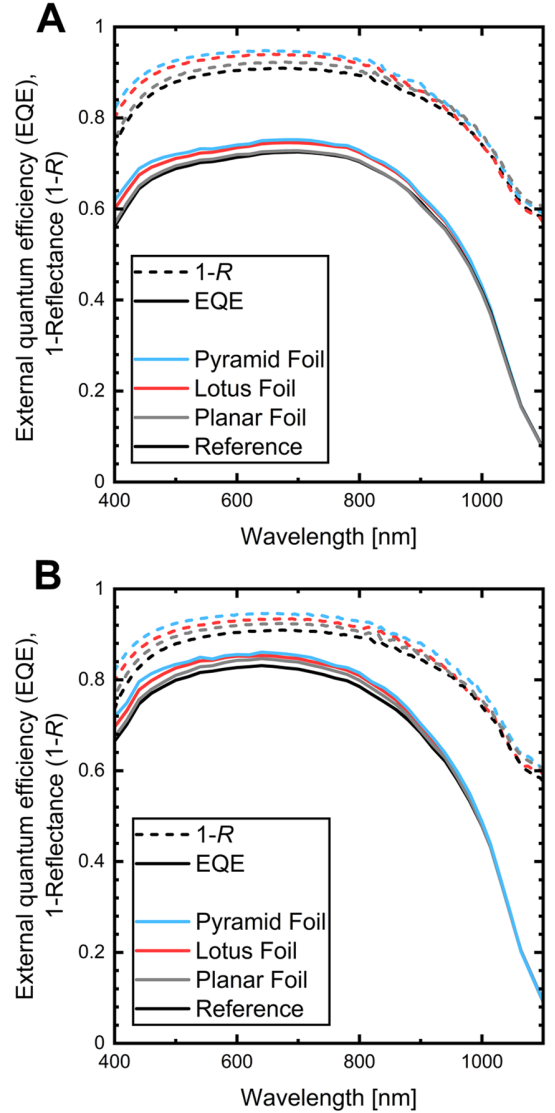 A
External quantum efficiency (EQE),
1-Reflectance (1-R)
1
0.8
0.6
0.4
0.2
0
1-R
EQE
Pyramid Foil
Lotus Foil
Planar Foil
Reference
400
600
800
1000
Wavelength [nm]
B
External quantum efficiency (EQE),
1-Reflectance (1-R)
1
0.8
0.6
0.4
0.2
0
1-R
EQE
Pyramid Foil
Lotus Foil
Planar Foil
Reference
400
600
800
1000
Wavelength [nm]